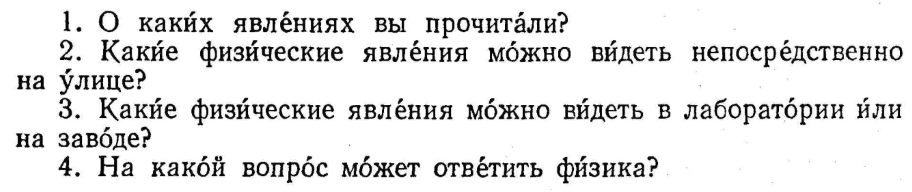 1. О каки́х явле́ниях вы прочита́ли?
2. Каки́е физи́ческие явле́ния мо́жно ви́деть непосре́дственно
на у́лице?
3. Каки́е физи́ческие явле́ния мо́жно ви́деть в лаборато́рии и́ли
на заво́де?
4. На како́й вопро́с мо́жет отве́тить фи́зика?